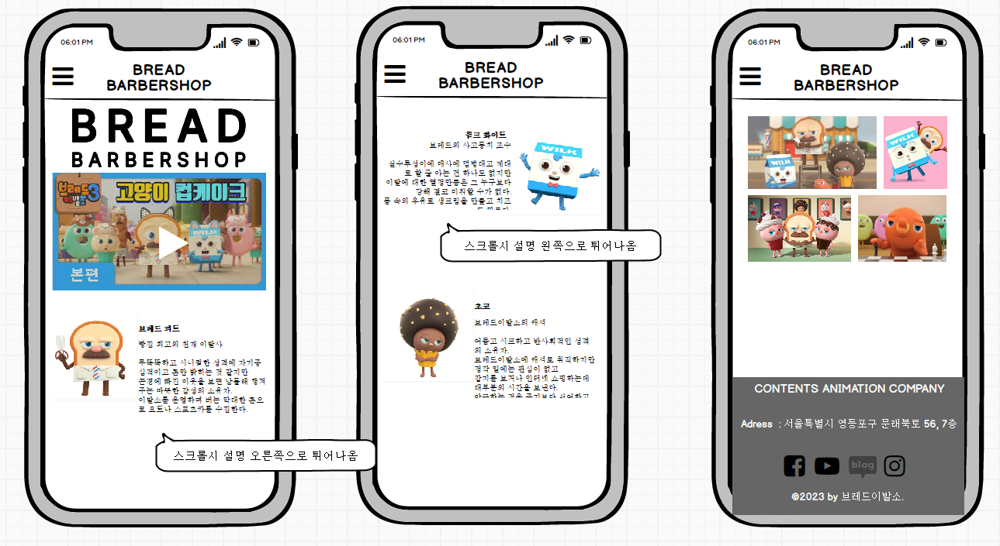 06:01 PM
BREAD
BARBERSHOP
BREAD
BARBERSHOP
브레드
이발소3
고양이 컵케이크
WILK
본편
브레드 피트
빵집 최고의 천재 이발사
무뚝뚝하고 시니컬한 성격에 자기중
심적이고 돈만 밝히는 것 같지만
곤경에 빠진 이웃을 보면 남몰래 챙겨
주는 따뜻한 감성의 소유자.
이발소를 운영하며 버는 막대한 돈으
로 요트나 스포츠카를 수집한다.
스크롤시 설명 오른쪽으로 튀어나옴
06:01 PM
BREAD
BARBERSHOP
윌크 화이트
브레드의 사고뭉치 조수
실수투성이에 매사에 덤벙대고 제대
로 할 줄 아는 건 하나도 없지만
이발에 대한 열정만큼은 누구보다
강해 결코 미워할 수가 없다.
몸 속의 우유로 생크림을 만들고 치즈
WILK
스크롤시 설명 왼쪽으로 튀어나옴
초코
브레드이발소의 캐셔
어둡고 시크하고 반사회적인 성격
의 소유자.
브레드이발소에 캐셔로 취직하지만
정작 일에는 관심이 없고
잡지를 보거나 인터넷 쇼핑하는데
대부분의 시간을 보낸다.
06:01 PM
BREAD
BARBERSHOP
WILK
WILK
CONTENTS ANIMATION COMPANY
Adress : 서울특별시 영등포구 문래북로 56, 7층
blog
©2023 by 브레드이발소.